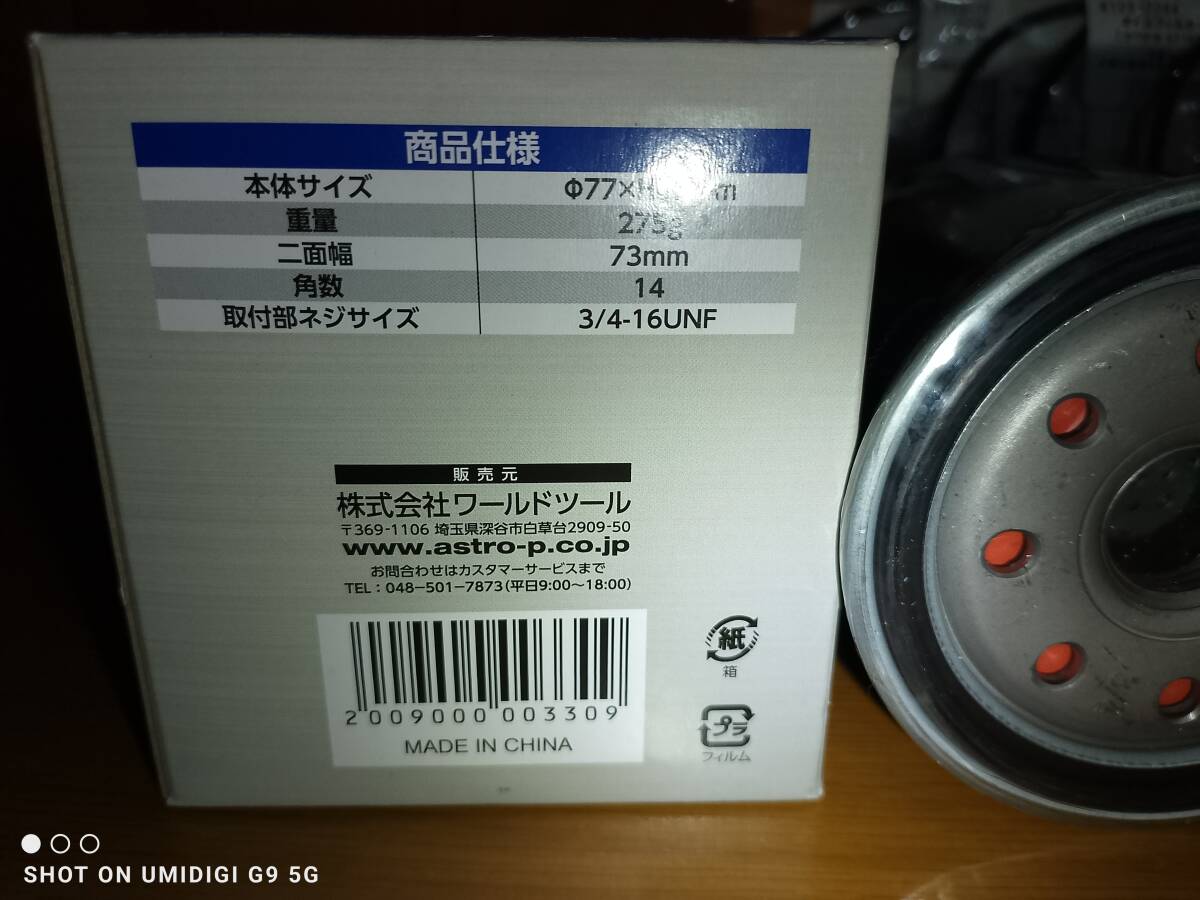 商品仕様
本体サイズ Φ77×
重量 275g
二面幅 73mm
角数 14
取付部ネジサイズ 3/4-16UNF
販売元
株式会社ワールドツール
〒369-1106 埼玉県深谷市白草台2909-50
www.astro-p.co.jp
お問合わせはカスタマーサービスまで
TEL：048-501-7873(平日9:00〜18:00)
2 009000 003309
MADE IN CHINA
紙
箱
プラ
フィルム
SHOT ON UMIDIGI G9 5G